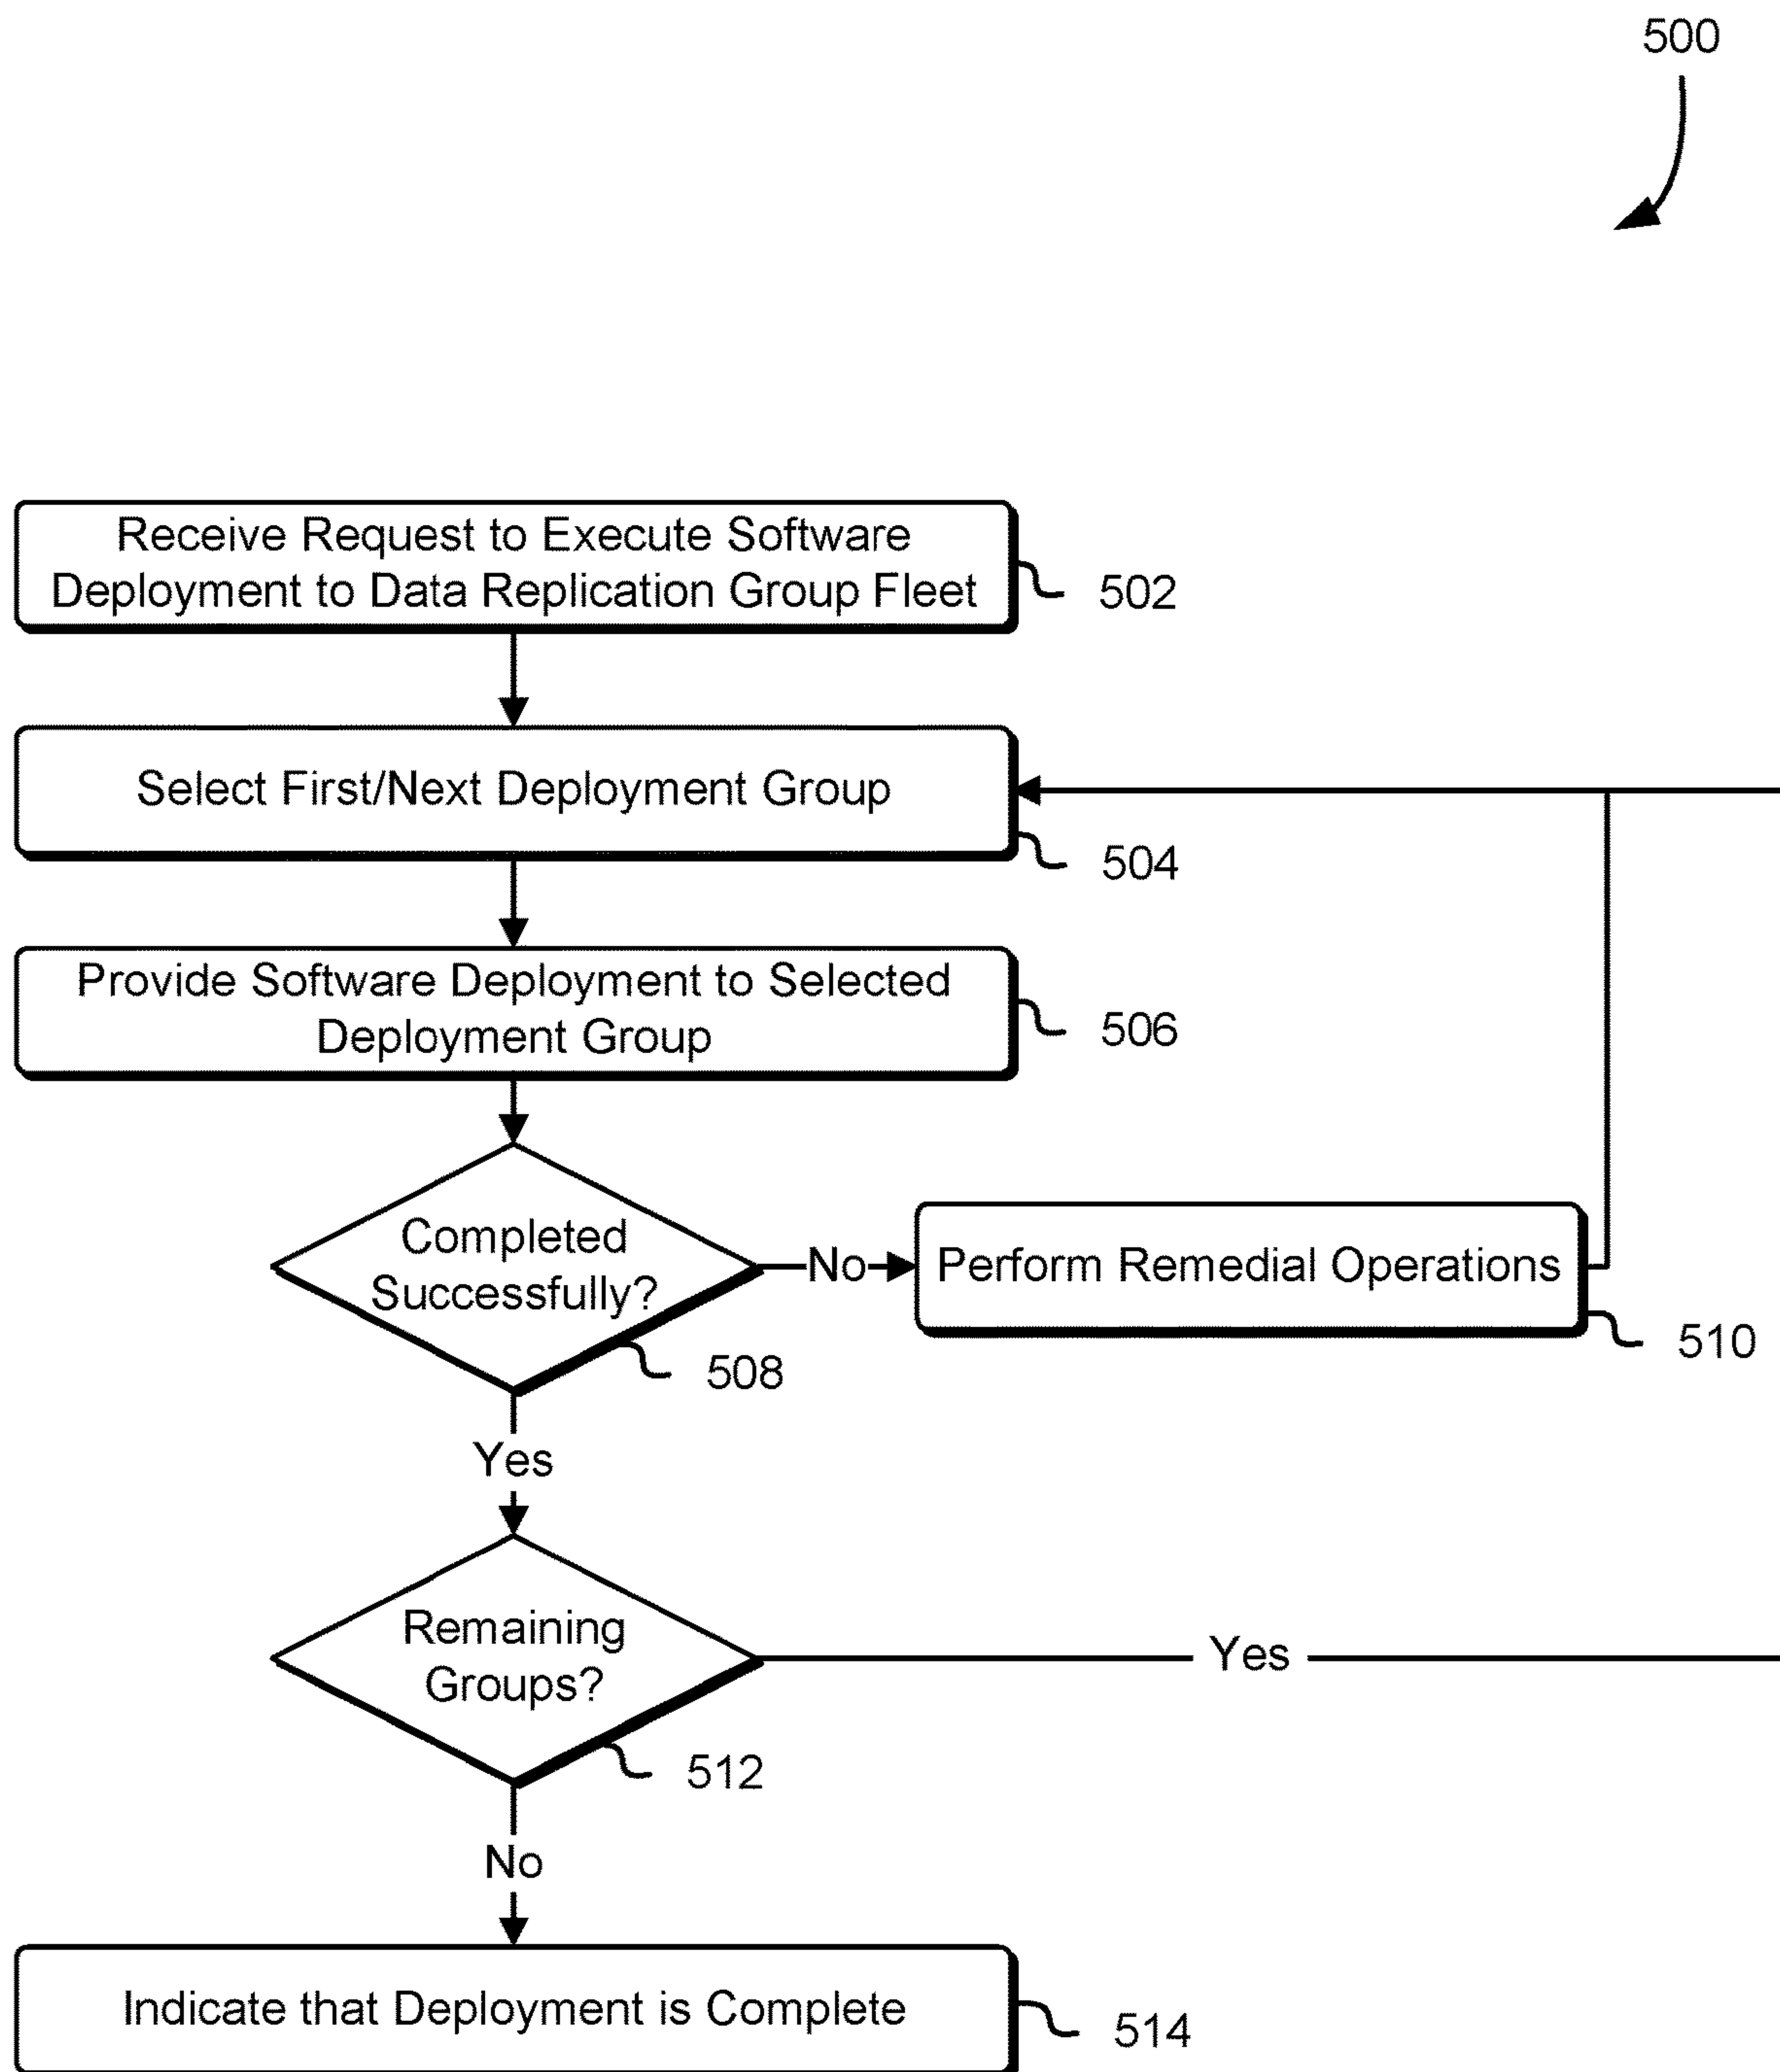 500
Receive Request to Execute Software
Deployment to Data Replication Group Fleet
502
Select First/Next Deployment Group
504
Provide Software Deployment to Selected
Deployment Group
506
Completed
Successfully?
508
No
Perform Remedial Operations
510
Yes
Remaining
Groups?
512
Yes
No
Indicate that Deployment is Complete
514